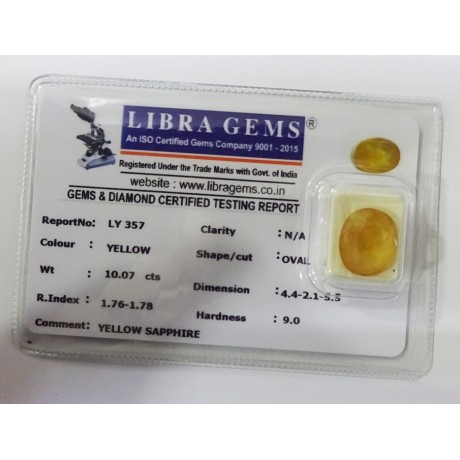 LIBRA GEMS ®
An ISO Certified Gems Company 9001 - 2015
Registered Under the Trade Marks with Govt. of India
website : www.libragems.co.in
GEMS & DIAMOND CERTIFIED TESTING REPORT
ReportNo: LY 357
Clarity : N/A
Colour : YELLOW
Shape/cut : OVAL
Wt : 10.07 cts
Dimension : 4.4-2.1-5.5
R.Index : 1.76-1.78
Hardness : 9.0
Comment: YELLOW SAPPHIRE